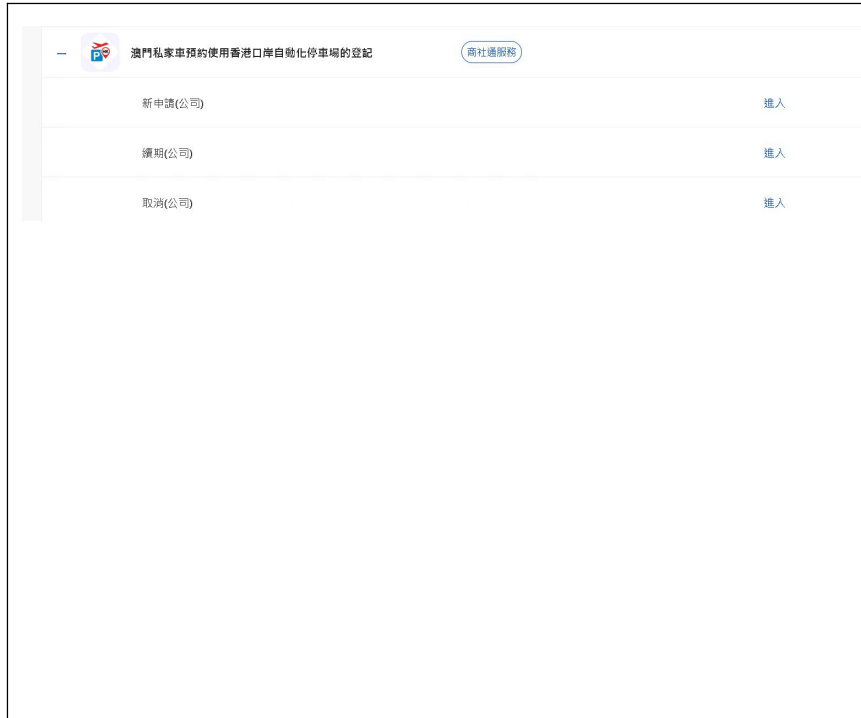 澳門私家車預約使用香港口岸自動化停車場的登記 商社通服務
新申請(公司) 進入
續期(公司) 進入
取消(公司) 進入